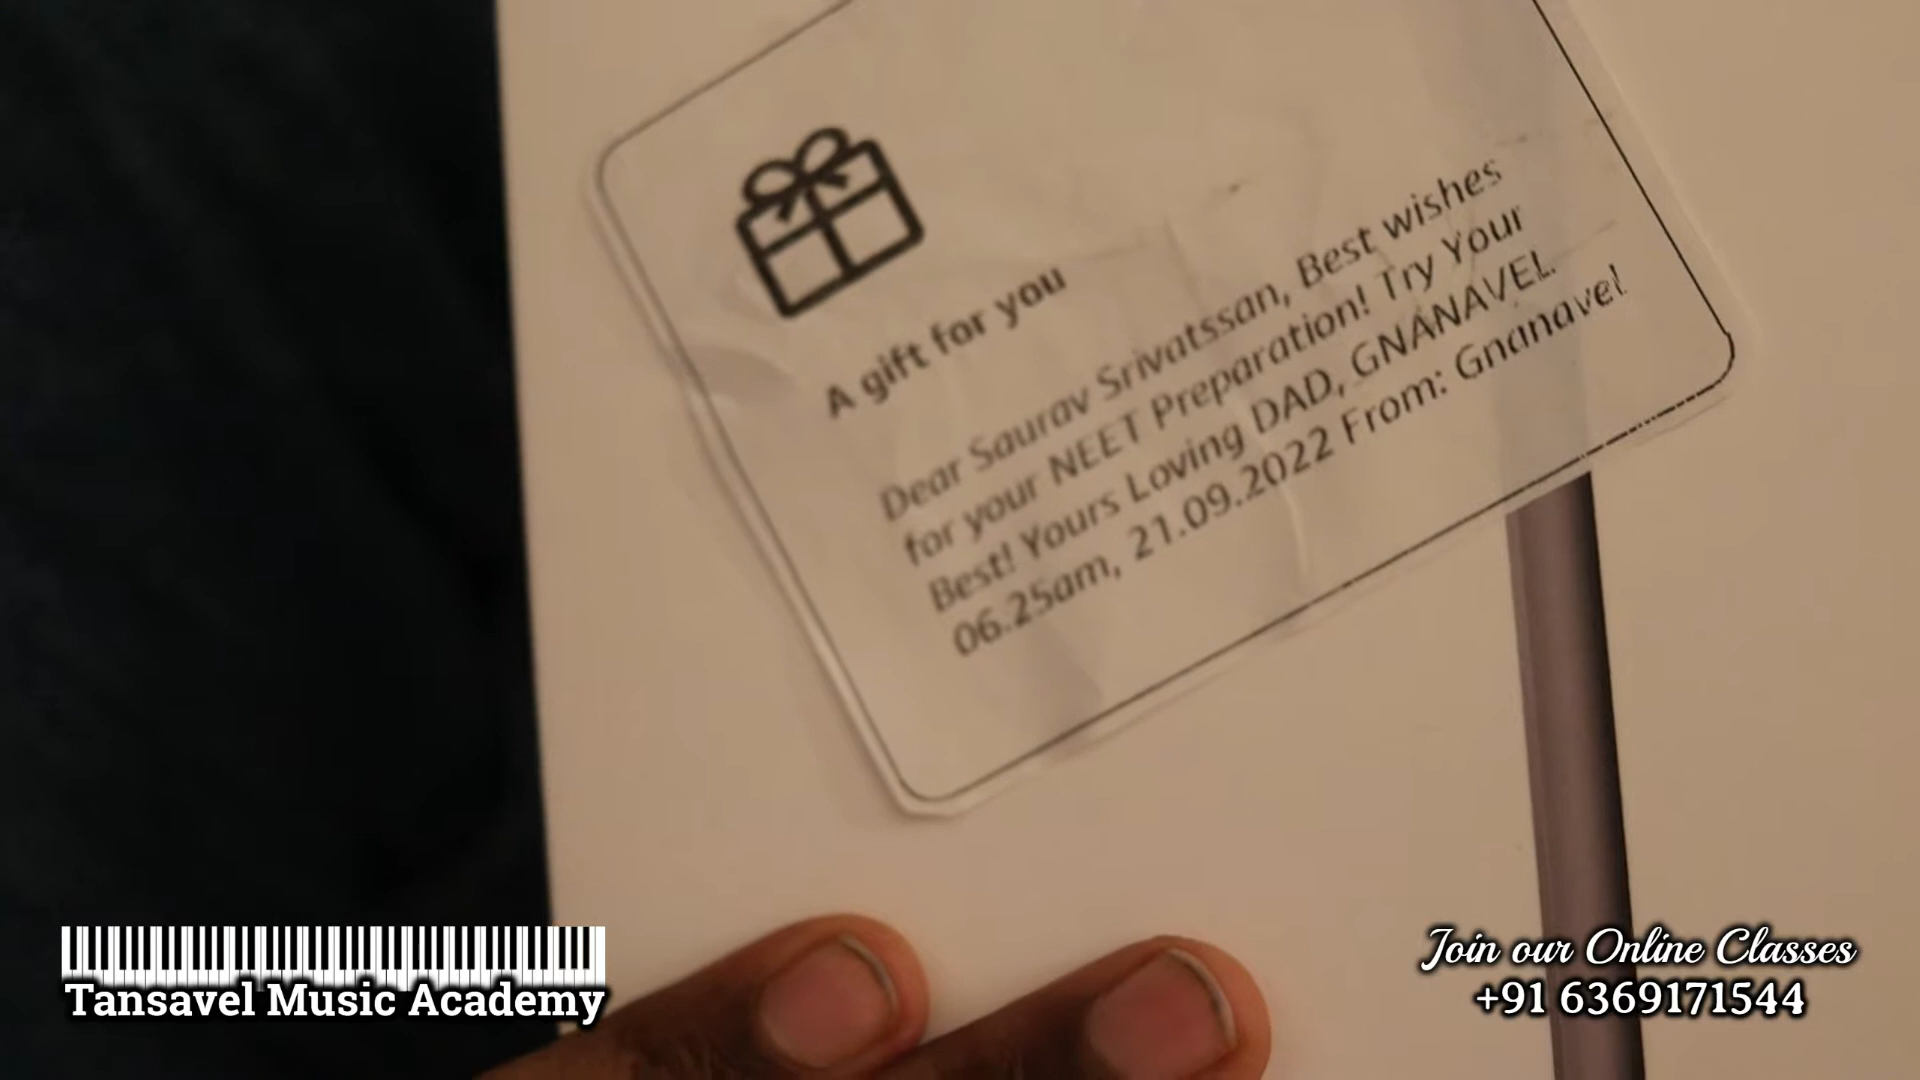 A gift for you
Dear Saurav Srivatssan, Best wishes
for your NEET Preparation! Try Your
Best! Yours Loving DAD, GNANAVEL.
06.25am, 21.09.2022 From: Gnanavel
Tansavel Music Academy
Join our Online Classes
+91 6369171544